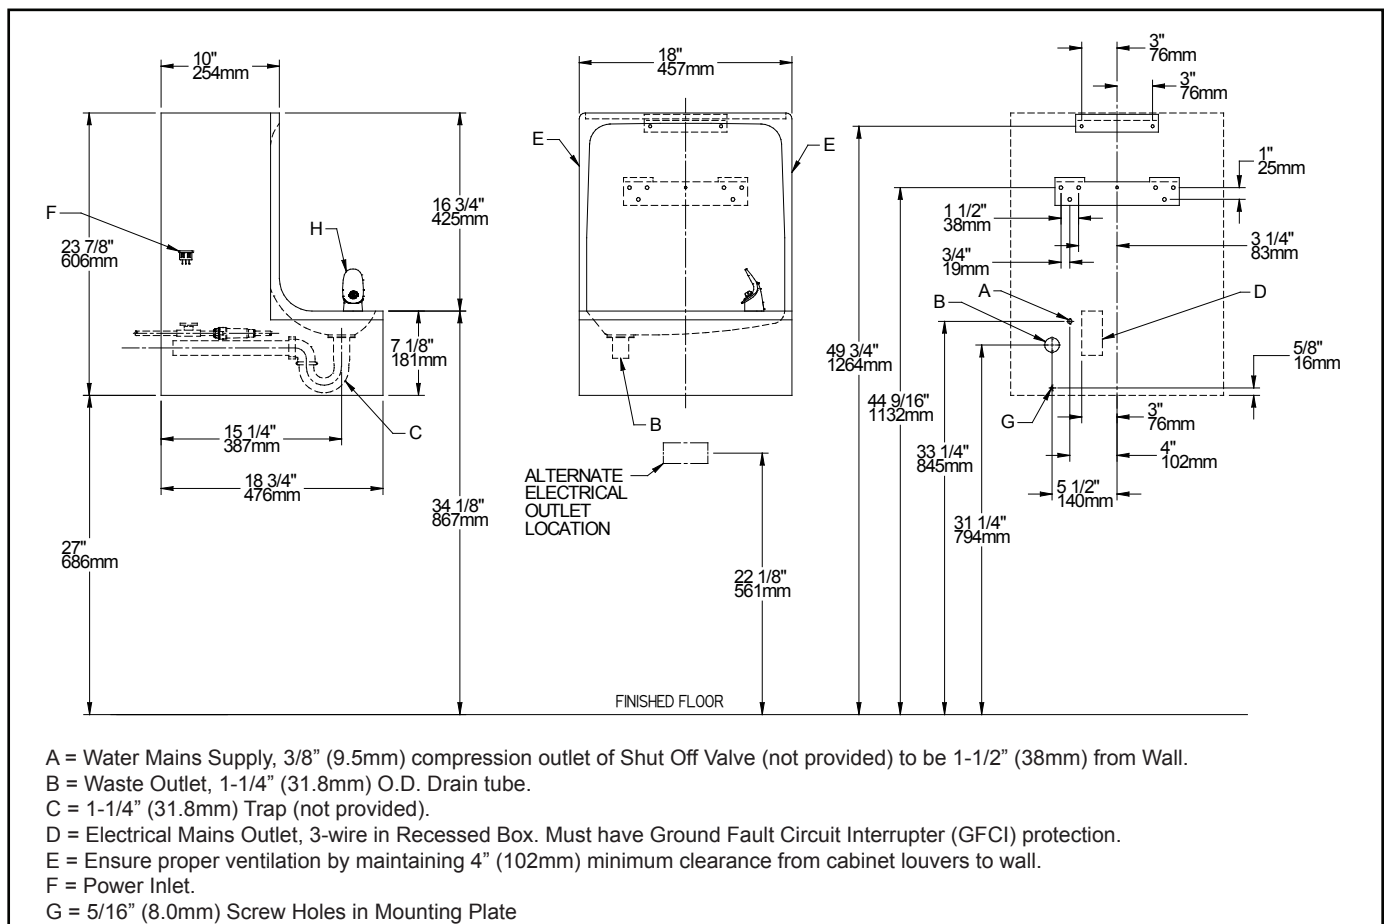 10"
254mm
18"
457mm
3"
76mm
3"
76mm
E
E
1"
25mm
16 3/4"
425mm
F
H
1 1/2"
38mm
23 7/8"
606mm
3 1/4"
83mm
3/4"
19mm
A
D
B
7 1/8"
181mm
49 3/4"
1264mm
5/8"
16mm
44 9/16"
1132mm
G
B
3"
76mm
15 1/4"
387mm
C
33 1/4"
845mm
4"
102mm
ALTERNATE
ELECTRICAL
OUTLET
LOCATION
18 3/4"
476mm
5 1/2"
140mm
34 1/8"
867mm
31 1/4"
794mm
27"
686mm
22 1/8"
561mm
FINISHED FLOOR
A = Water Mains Supply, 3/8” (9.5mm) compression outlet of Shut Off Valve (not provided) to be 1-1/2” (38mm) from Wall.
B = Waste Outlet, 1-1/4” (31.8mm) O.D. Drain tube.
C = 1-1/4” (31.8mm) Trap (not provided).
D = Electrical Mains Outlet, 3-wire in Recessed Box. Must have Ground Fault Circuit Interrupter (GFCI) protection.
E = Ensure proper ventilation by maintaining 4” (102mm) minimum clearance from cabinet louvers to wall.
F = Power Inlet.
G = 5/16” (8.0mm) Screw Holes in Mounting Plate